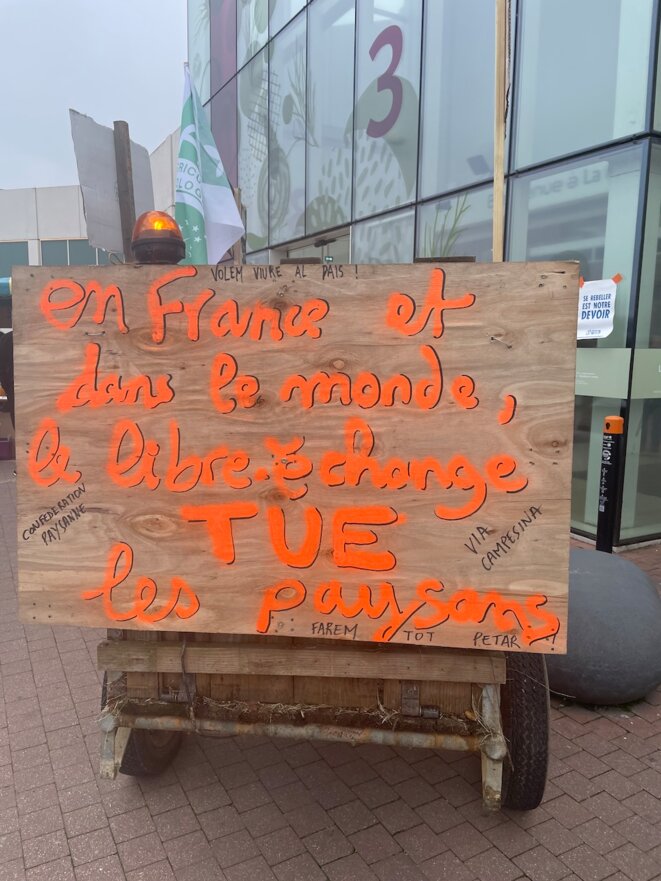 3
SE REBELLER
EST NOTRE
DEVOIR
VOLEM VIURE AL PAIS !
en France et
dans le monde,
le libre-échange
TUE
les paysans
CONFEDERATION
PAYSANNE
VIA
CAMPESINA
FAREM TOT PETAR !